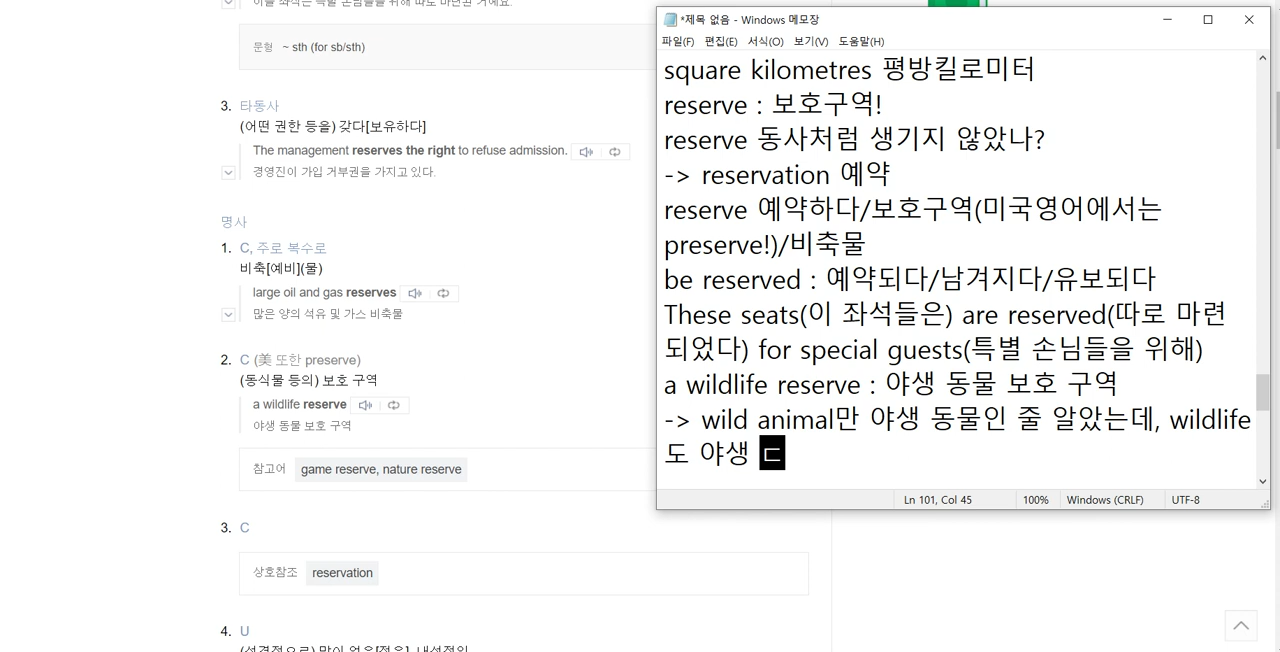 이들 좌석은 특별 손님들을 위해 따로 마련된 거예요.
문형 ~ sth (for sb/sth)
3. 타동사
(어떤 권한 등을) 갖다[보유하다]
The management reserves the right to refuse admission.
경영진이 가입 거부권을 가지고 있다.
명사
1. C, 주로 복수로
비축[예비](물)
large oil and gas reserves
많은 양의 석유 및 가스 비축물
2. C (美 또한 preserve)
(동식물 등의) 보호 구역
a wildlife reserve
야생 동물 보호 구역
참고어 game reserve, nature reserve
3. C
상호참조 reservation
4. U
*제목 없음 - Windows 메모장
파일(F) 편집(E) 서식(O) 보기(V) 도움말(H)
square kilometres 평방킬로미터
reserve : 보호구역!
reserve 동사처럼 생기지 않았나?
-> reservation 예약
reserve 예약하다/보호구역(미국영어에서는
preserve!)/비축물
be reserved : 예약되다/남겨지다/유보되다
These seats(이 좌석들은) are reserved(따로 마련
되었다) for special guests(특별 손님들을 위해)
a wildlife reserve : 야생 동물 보호 구역
-> wild animal만 야생 동물인 줄 알았는데, wildlife
도 야생 ㄷ
Ln 101, Col 45 100% Windows (CRLF) UTF-8